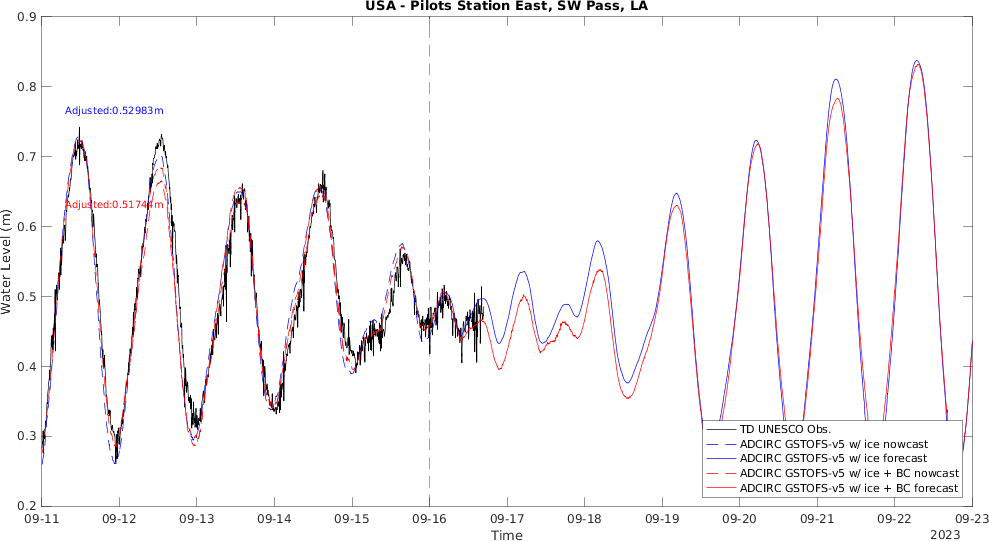 USA - Pilots Station East, SW Pass, LA
0.9
0.8
0.7
0.6
0.5
0.4
0.3
0.2
Water Level (m)
Adjusted:0.52983m
Adjusted:0.5174
TD UNESCO Obs.
ADCIRC GSTOFS-v5 w/ ice nowcast
ADCIRC GSTOFS-v5 w/ ice forecast
ADCIRC GSTOFS-v5 w/ ice + BC nowcast
ADCIRC GSTOFS-v5 w/ ice + BC forecast
09-11 09-12 09-13 09-14 09-15 09-16 09-17 09-18 09-19 09-20 09-21 09-22 09-23
Time
2023